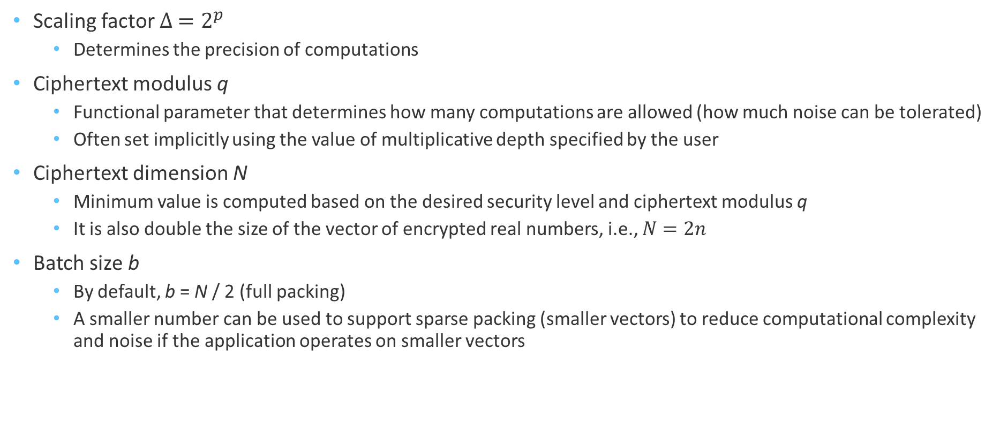 • Scaling factor Δ = 2ᵖ
• Determines the precision of computations
• Ciphertext modulus q
• Functional parameter that determines how many computations are allowed (how much noise can be tolerated)
• Often set implicitly using the value of multiplicative depth specified by the user
• Ciphertext dimension N
• Minimum value is computed based on the desired security level and ciphertext modulus q
• It is also double the size of the vector of encrypted real numbers, i.e., N = 2n
• Batch size b
• By default, b = N / 2 (full packing)
• A smaller number can be used to support sparse packing (smaller vectors) to reduce computational complexity
and noise if the application operates on smaller vectors